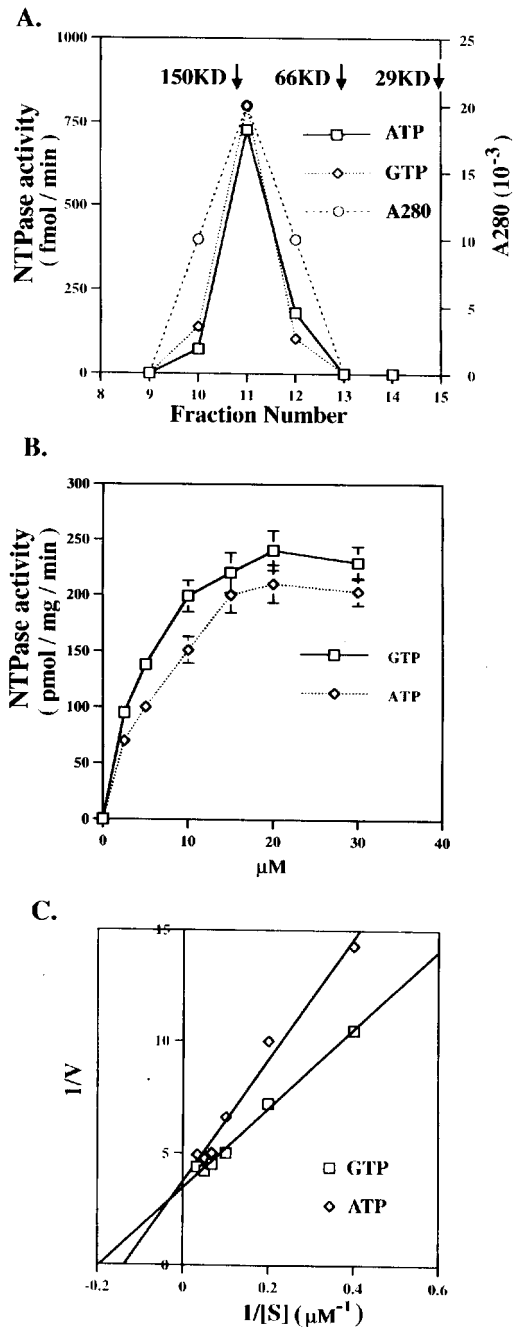 A.
1000
750
500
250
0
NTPase activity
( fmol / min )
150KD
66KD
29KD
ATP
GTP
A280
25
20
15
10
5
0
A280 (10⁻³)
8 9 10 11 12 13 14 15
Fraction Number
B.
300
250
200
150
100
50
0
NTPase activity
( pmol / mg / min )
GTP
ATP
0 10 20 30 40
µM
C.
15
10
5
0
1/V
GTP
ATP
-0.2 0 0.2 0.4 0.6
1/[S] (µM⁻¹)